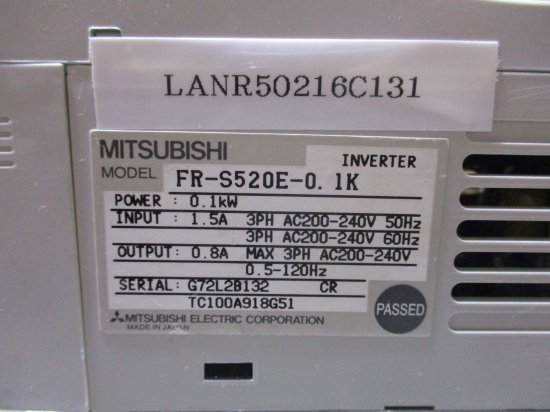 LANR50216C131
MITSUBISHI INVERTER
MODEL FR-S520E-0.1K
POWER : 0.1kW
INPUT : 1.5A 3PH AC200-240V 50Hz
3PH AC200-240V 60Hz
OUTPUT: 0.8A MAX 3PH AC200-240V
0.5-120Hz
SERIAL: G72L2B132 CR
TC100A918G51
PASSED
MITSUBISHI ELECTRIC CORPORATION
MADE IN JAPAN